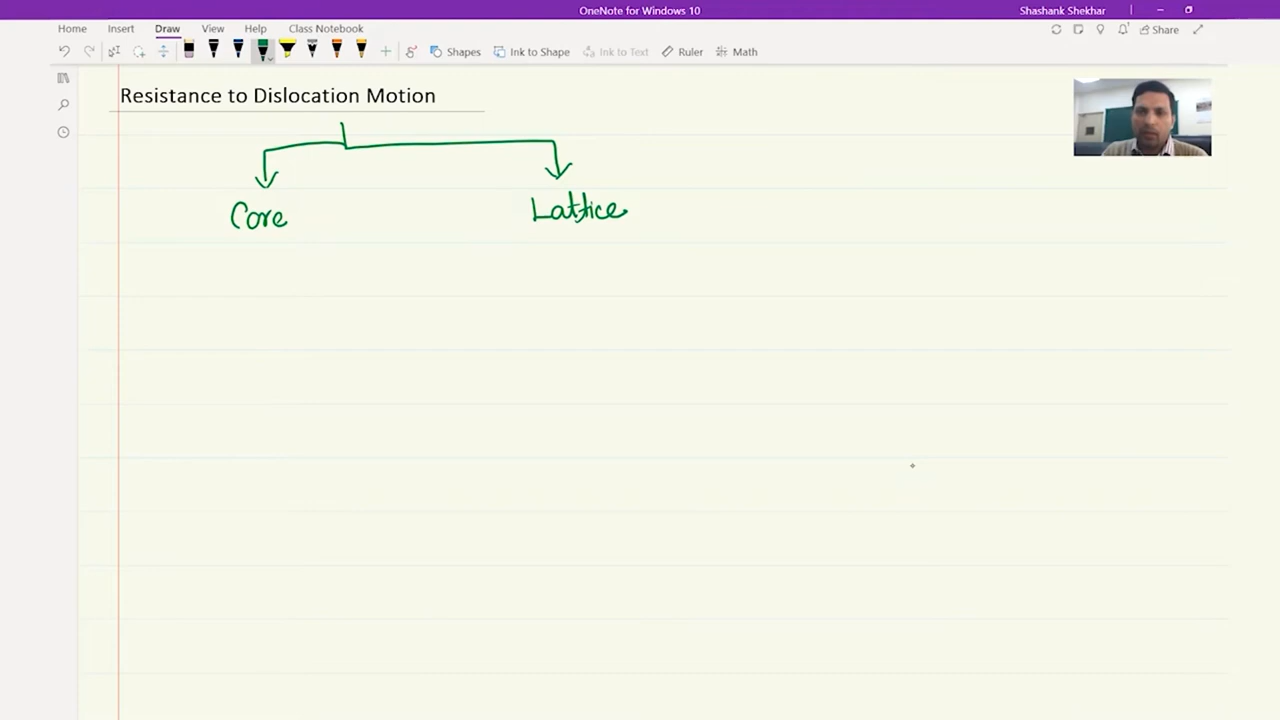 OneNote for Windows 10
Shashank Shekhar
Home Insert Draw View Help Class Notebook
Share
Shapes Ink to Shape Ink to Text Ruler Math
Resistance to Dislocation Motion
Core
Lattice